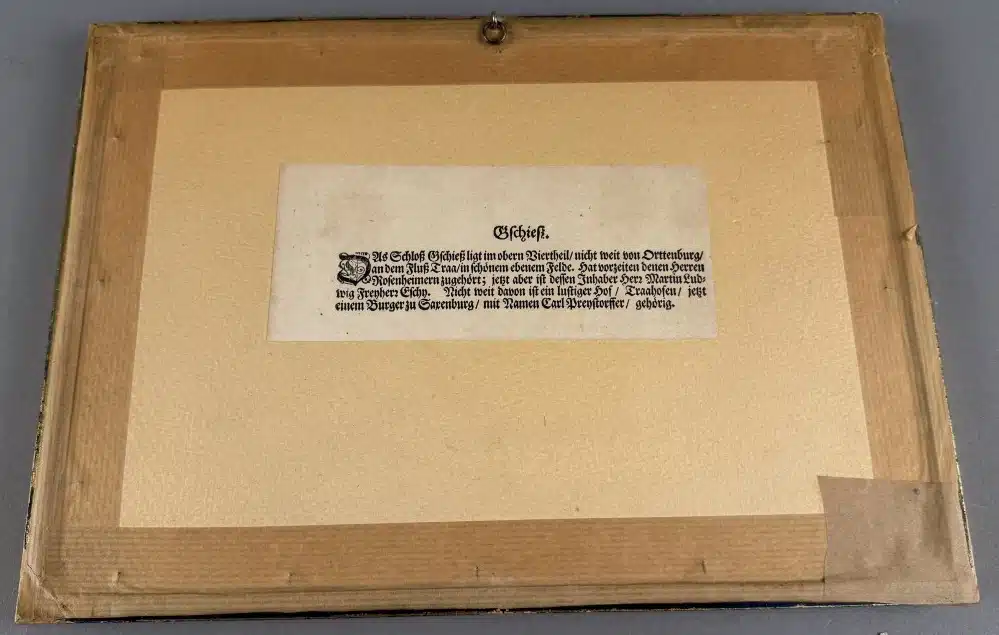 Gschieß.
DAs Schloß Gschieß ligt im obern Viertheil/ nicht weit von Orttenburg/
an dem Fluß Traa/ in schönem ebenem Felde. Hat vorzeiten denen Herren
Rosenheimern zugehört; jetzt aber ist dessen Inhaber Herr Martin Lud-
wig Freyherr Eschy. Nicht weit davon ist ein lustiger Hof/ Traahofen/ jetzt
einem Burger zu Saxenburg/ mit Namen Carl Preystorffer/ gehörig.